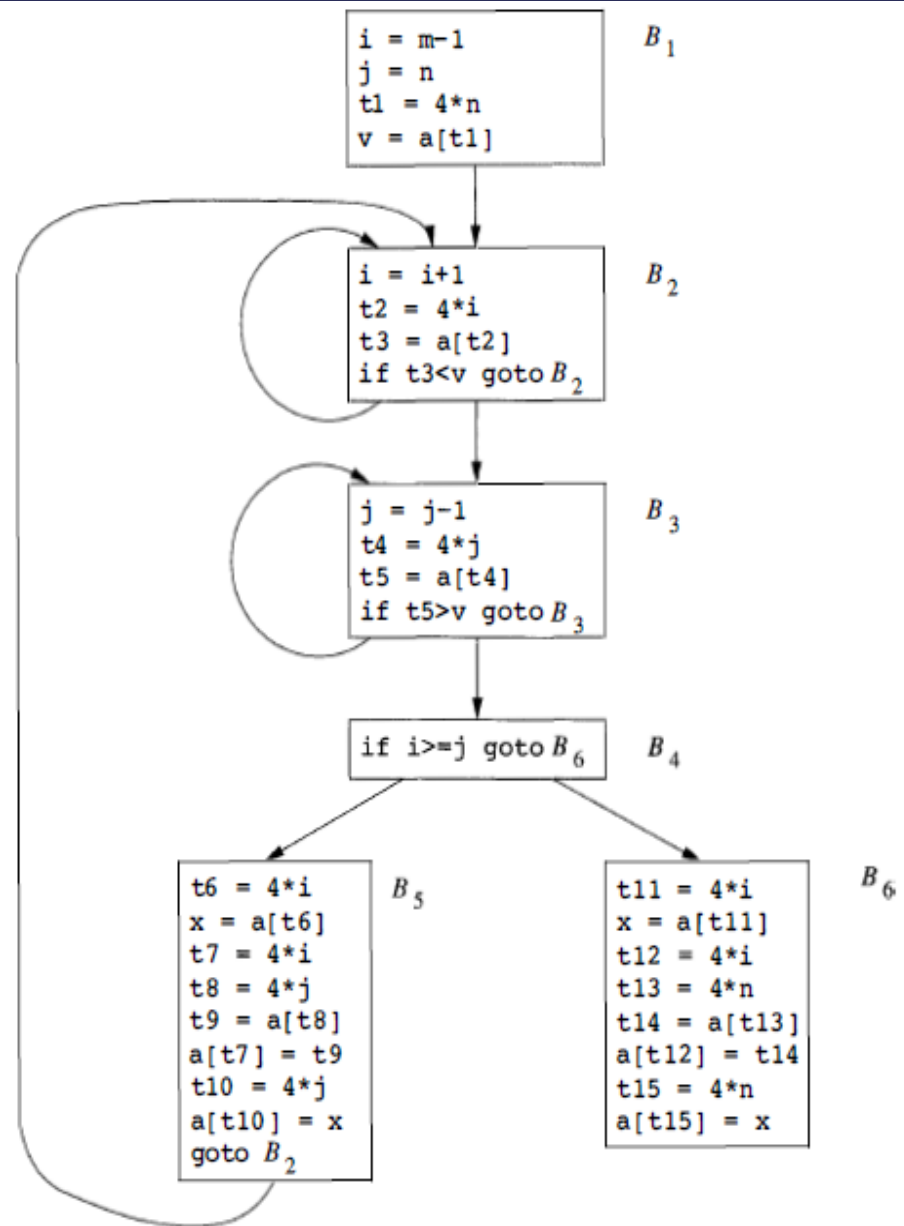 i = m-1
j = n
t1 = 4*n
v = a[t1]
B1
i = i+1
t2 = 4*i
t3 = a[t2]
if t3<v goto B2
B2
j = j-1
t4 = 4*j
t5 = a[t4]
if t5>v goto B3
B3
if i>=j goto B6
B4
t6 = 4*i
x = a[t6]
t7 = 4*i
t8 = 4*j
t9 = a[t8]
a[t7] = t9
t10 = 4*j
a[t10] = x
goto B2
B5
t11 = 4*i
x = a[t11]
t12 = 4*i
t13 = 4*n
t14 = a[t13]
a[t12] = t14
t15 = 4*n
a[t15] = x
B6